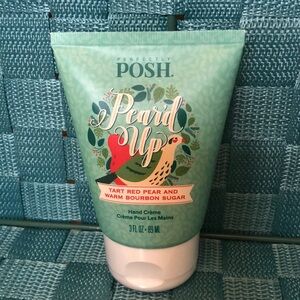 PERFECTLY
POSH.
Pear'd
Up
TART RED PEAR AND
WARM BOURBON SUGAR
Hand Crème
Crème Pour Les Mains
3 FL OZ • 85 ML